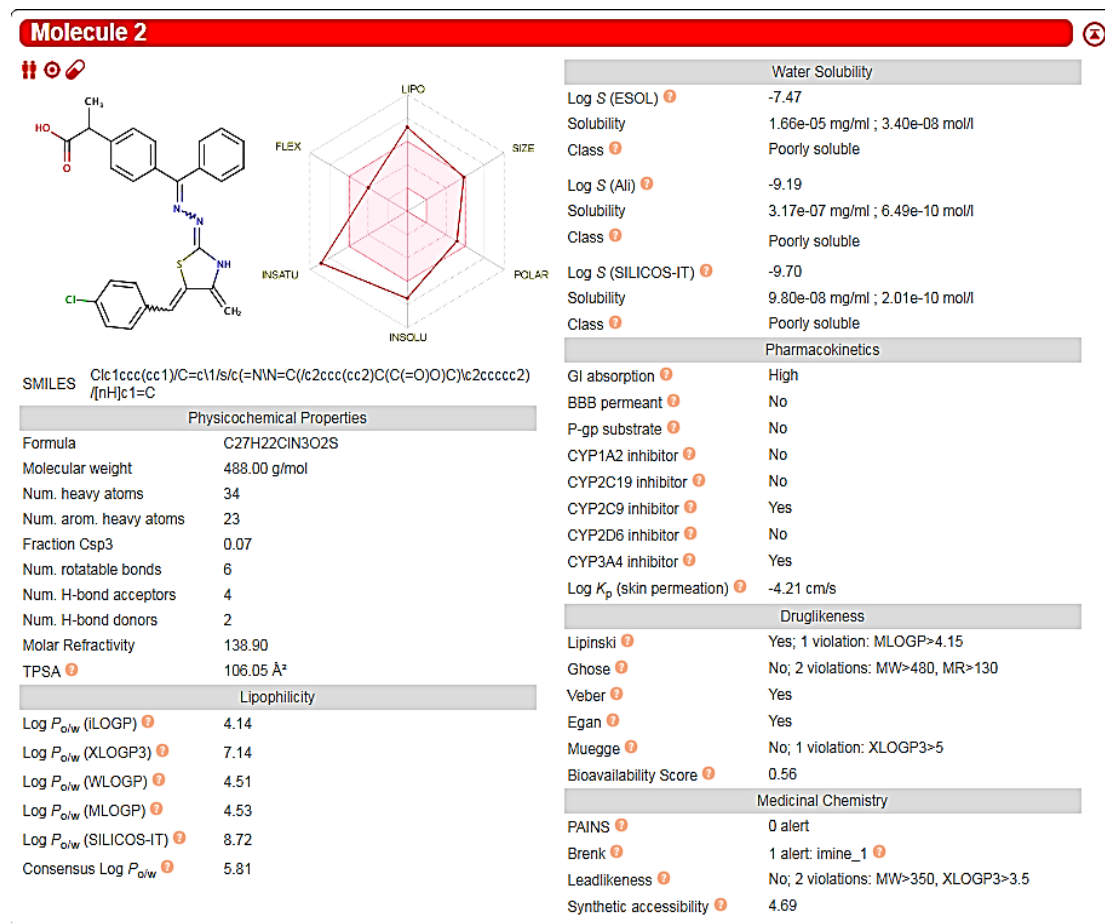 Molecule 2
CH₃
HO
O
N
N
S
NH
Cl
CH₂
LIPO
FLEX
SIZE
INSATU
POLAR
INSOLU
SMILES Clc1ccc(cc1)/C=c\1/s/c(=N\N=C(/c2ccc(cc2)C(C(=O)O)C)\c2ccccc2)
/[nH]c1=C
Physicochemical Properties
Formula C27H22ClN3O2S
Molecular weight 488.00 g/mol
Num. heavy atoms 34
Num. arom. heavy atoms 23
Fraction Csp3 0.07
Num. rotatable bonds 6
Num. H-bond acceptors 4
Num. H-bond donors 2
Molar Refractivity 138.90
TPSA ? 106.05 Å²
Lipophilicity
Log Po/w (iLOGP) ? 4.14
Log Po/w (XLOGP3) ? 7.14
Log Po/w (WLOGP) ? 4.51
Log Po/w (MLOGP) ? 4.53
Log Po/w (SILICOS-IT) ? 8.72
Consensus Log Po/w ? 5.81
Water Solubility
Log S (ESOL) ? -7.47
Solubility 1.66e-05 mg/ml ; 3.40e-08 mol/l
Class ? Poorly soluble
Log S (Ali) ? -9.19
Solubility 3.17e-07 mg/ml ; 6.49e-10 mol/l
Class ? Poorly soluble
Log S (SILICOS-IT) ? -9.70
Solubility 9.80e-08 mg/ml ; 2.01e-10 mol/l
Class ? Poorly soluble
Pharmacokinetics
GI absorption ? High
BBB permeant ? No
P-gp substrate ? No
CYP1A2 inhibitor ? No
CYP2C19 inhibitor ? No
CYP2C9 inhibitor ? Yes
CYP2D6 inhibitor ? No
CYP3A4 inhibitor ? Yes
Log Kp (skin permeation) ? -4.21 cm/s
Druglikeness
Lipinski ? Yes; 1 violation: MLOGP>4.15
Ghose ? No; 2 violations: MW>480, MR>130
Veber ? Yes
Egan ? Yes
Muegge ? No; 1 violation: XLOGP3>5
Bioavailability Score ? 0.56
Medicinal Chemistry
PAINS ? 0 alert
Brenk ? 1 alert: imine_1 ?
Leadlikeness ? No; 2 violations: MW>350, XLOGP3>3.5
Synthetic accessibility ? 4.69